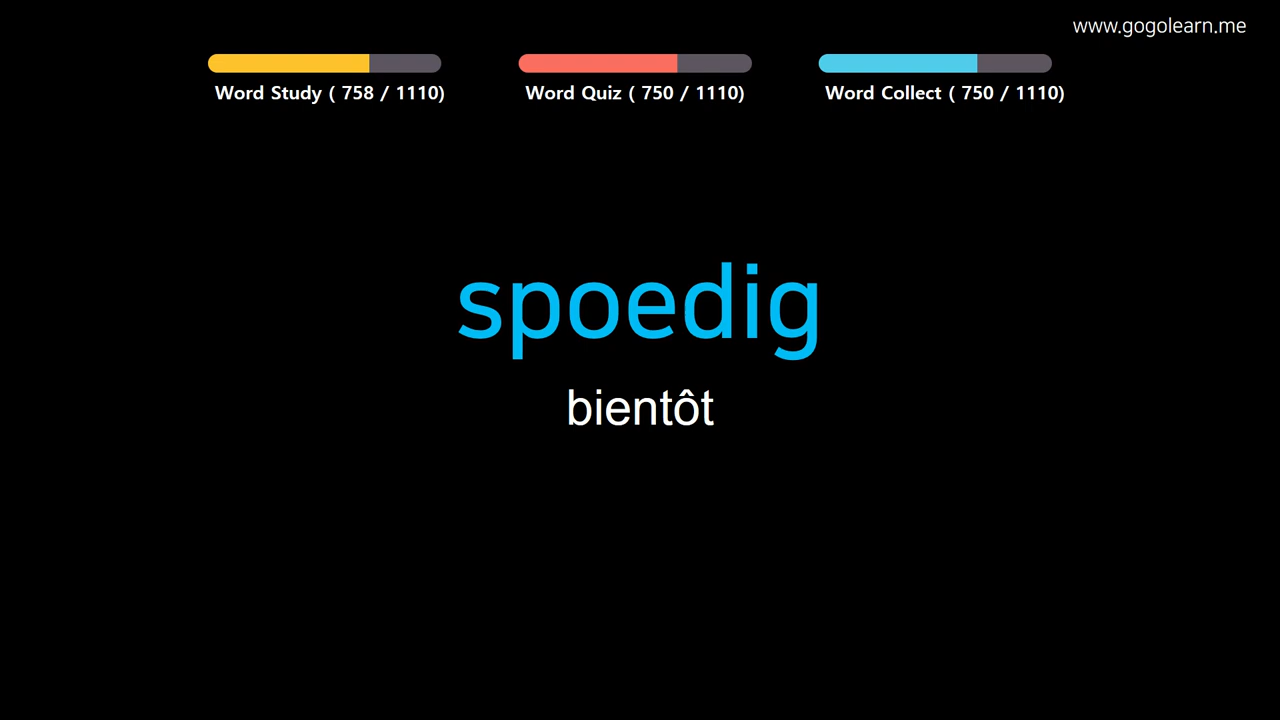 www.gogolearn.me
Word Study ( 758 / 1110)
Word Quiz ( 750 / 1110)
Word Collect ( 750 / 1110)
spoedig
bientôt